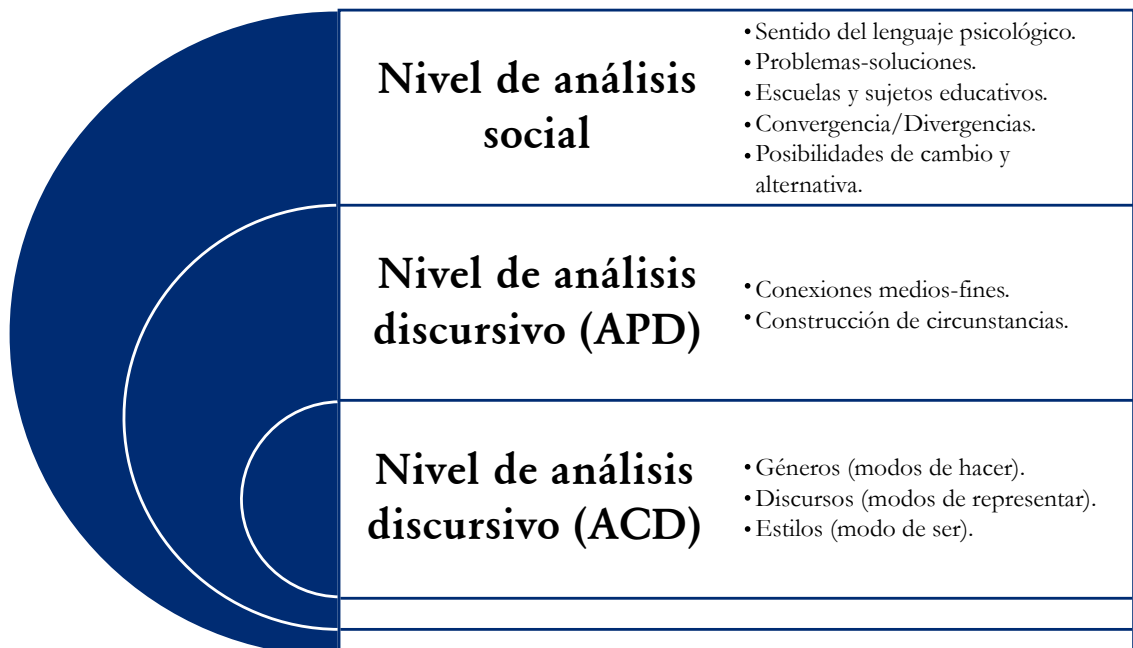 Nivel de análisis
social
•Sentido del lenguaje psicológico.
•Problemas-soluciones.
•Escuelas y sujetos educativos.
•Convergencia/Divergencias.
•Posibilidades de cambio y
alternativa.
Nivel de análisis
discursivo (APD)
•Conexiones medios-fines.
•Construcción de circunstancias.
Nivel de análisis
discursivo (ACD)
•Géneros (modos de hacer).
•Discursos (modos de representar).
•Estilos (modo de ser).